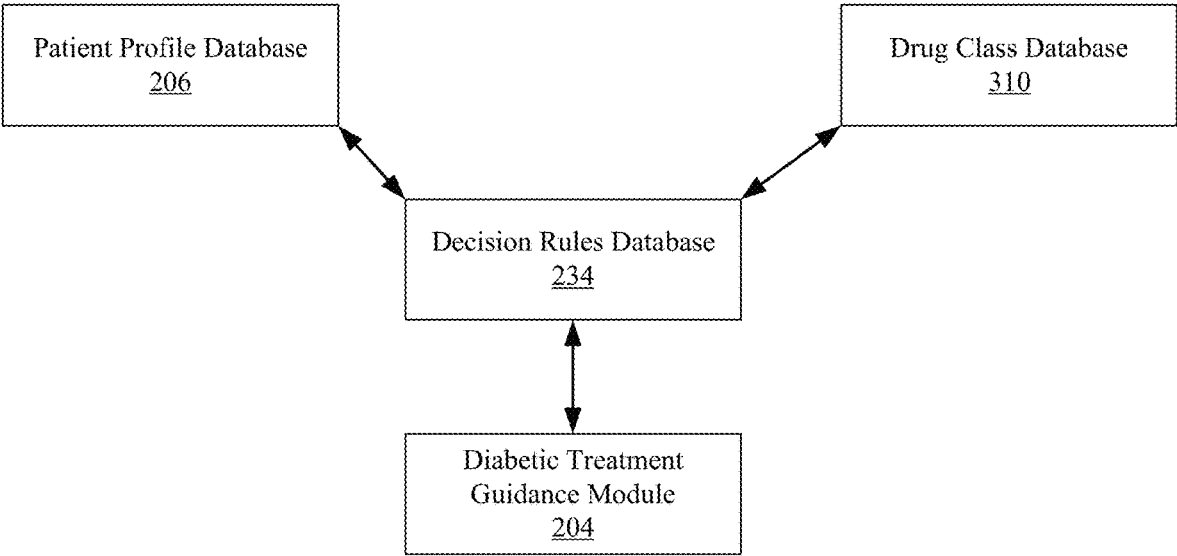 Patient Profile Database
206
Drug Class Database
310
Decision Rules Database
234
Diabetic Treatment
Guidance Module
204